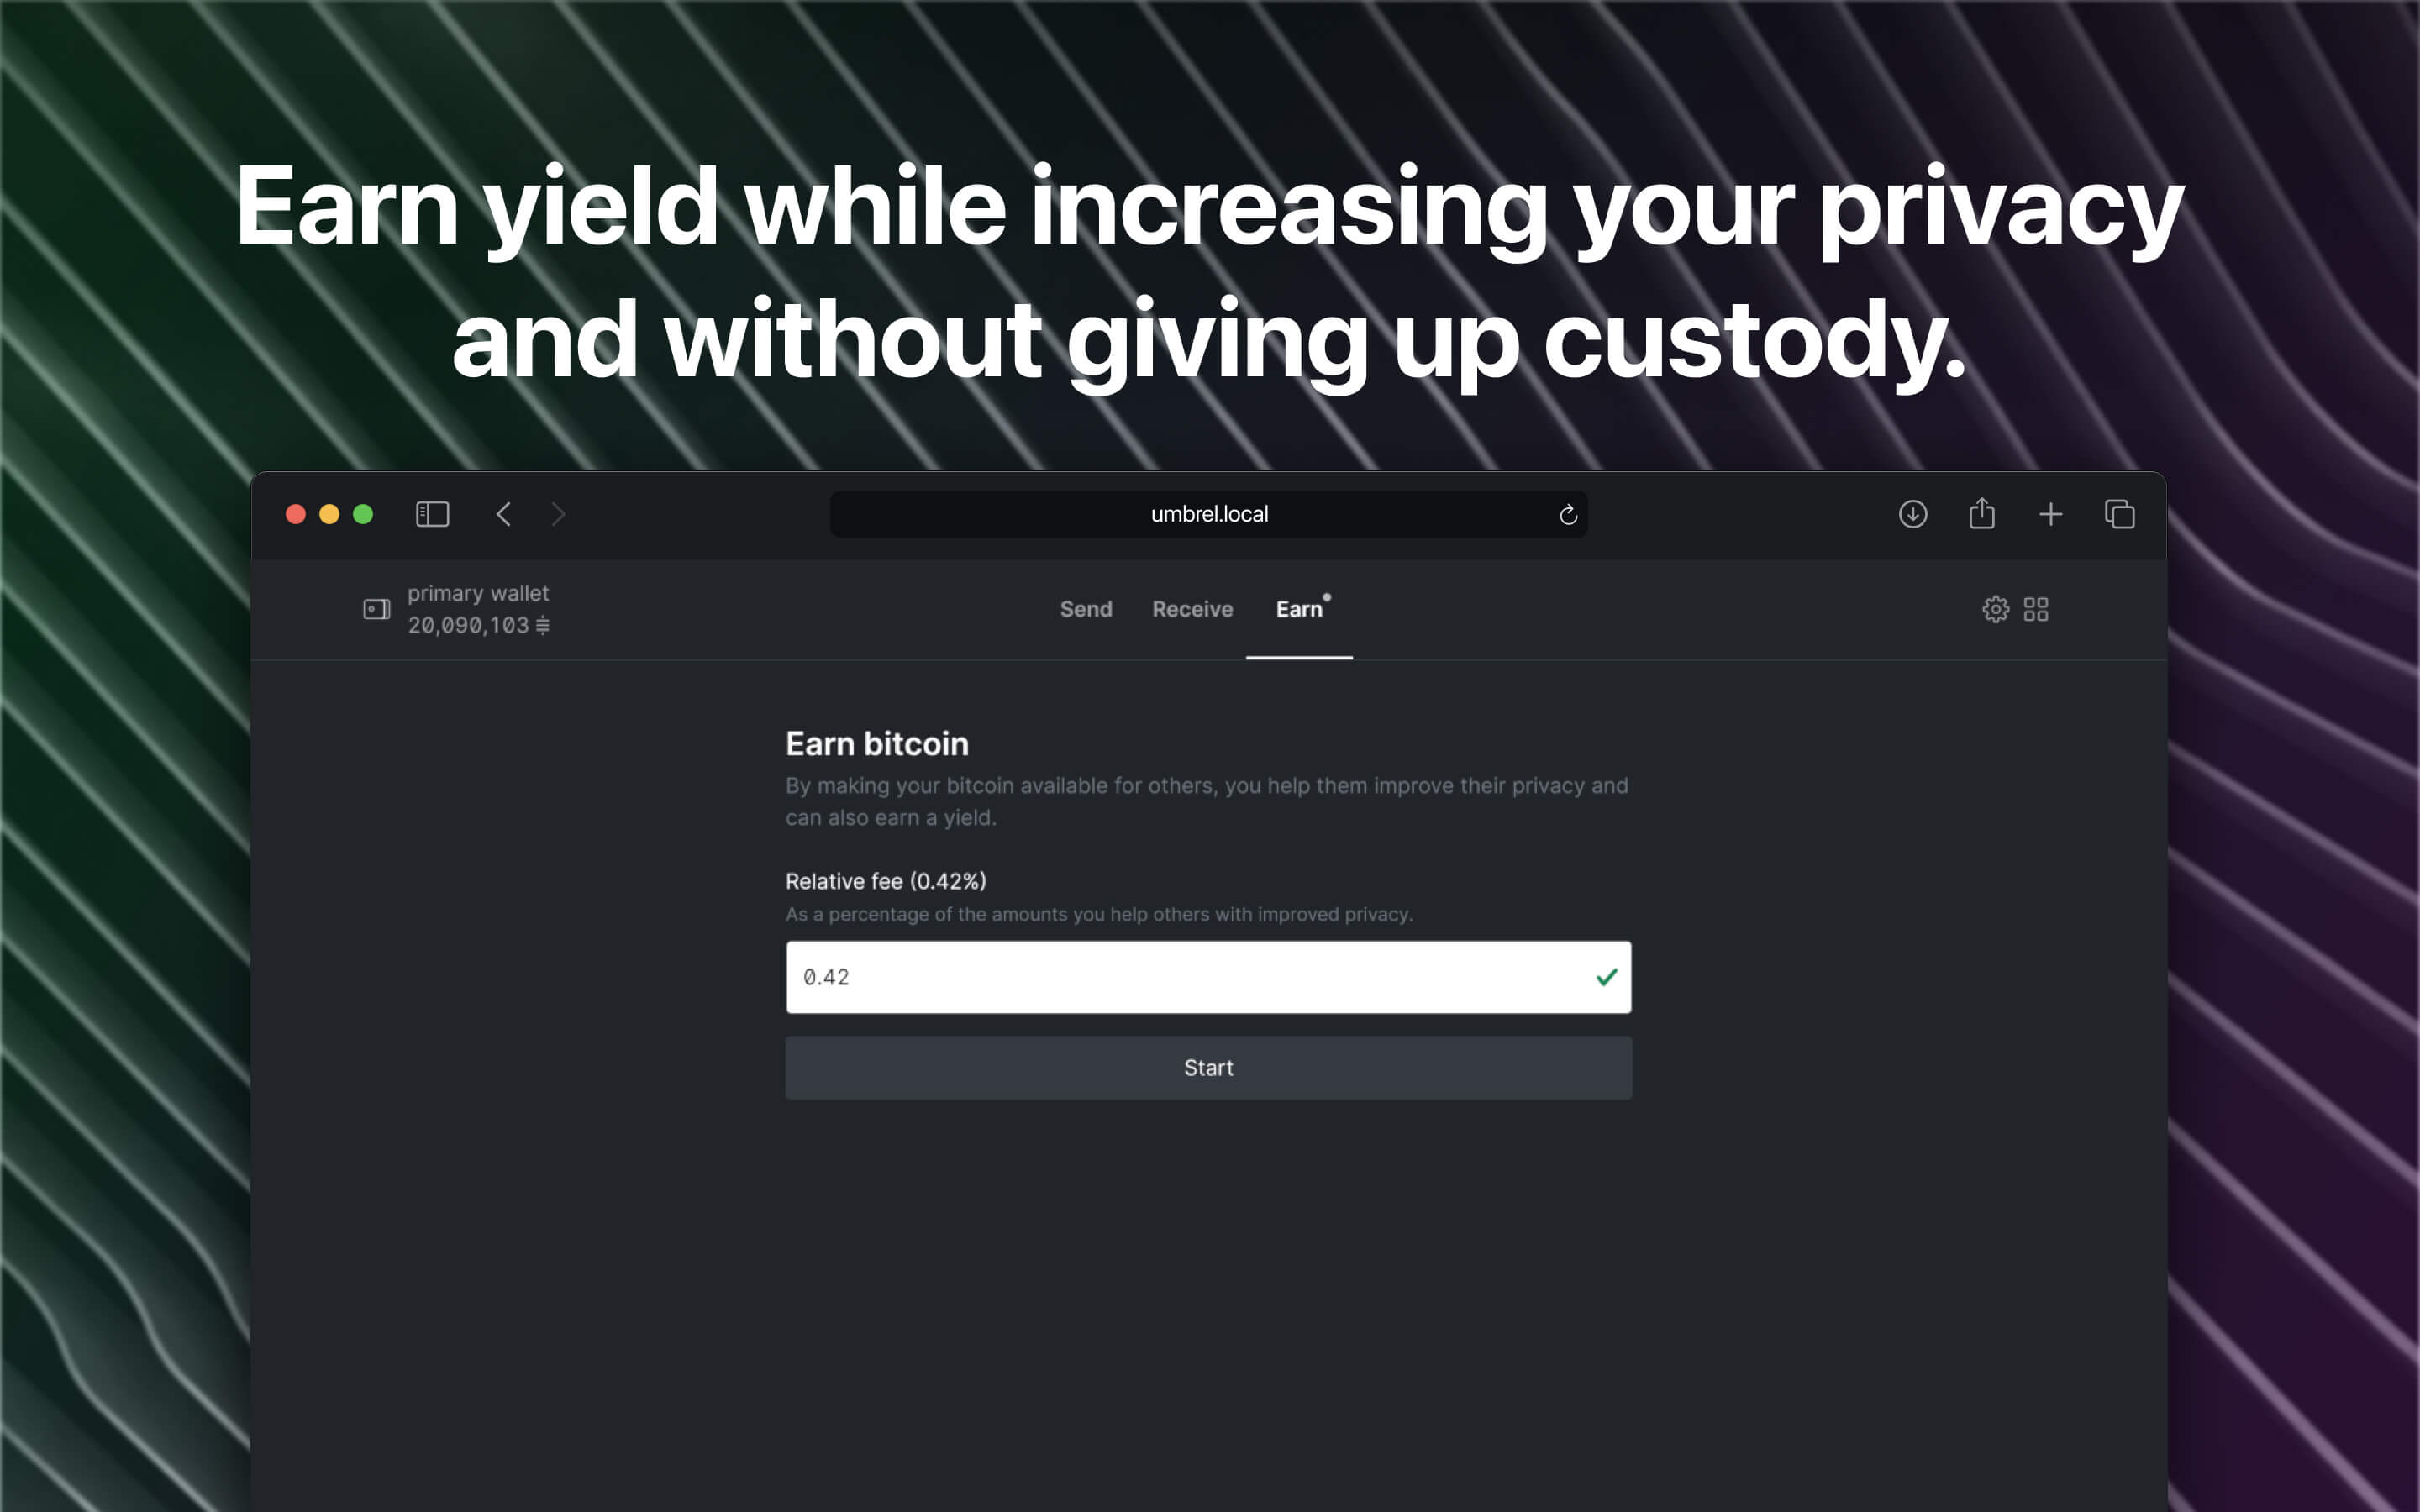 Earn yield while increasing your privacy
and without giving up custody.
umbrel.local
primary wallet
20,090,103
Send Receive Earn
Earn bitcoin
By making your bitcoin available for others, you help them improve their privacy and
can also earn a yield.
Relative fee (0.42%)
As a percentage of the amounts you help others with improved privacy.
0.42
Start